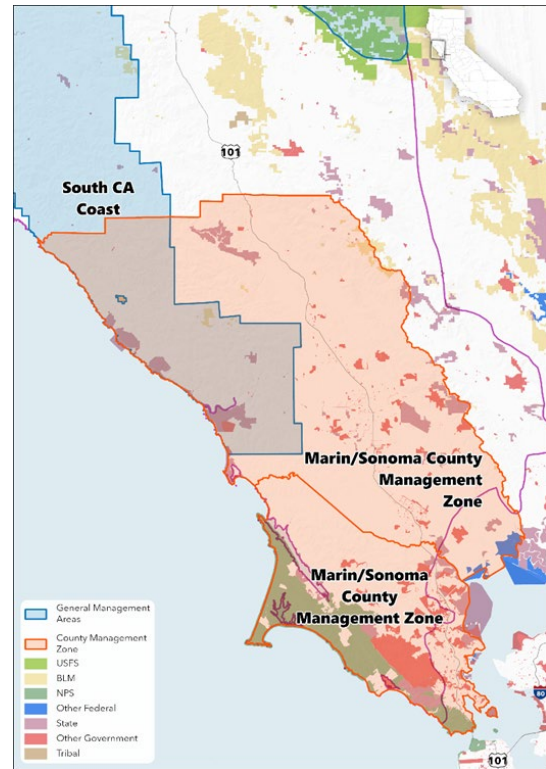 101
South CA
Coast
Marin/Sonoma County
Management
Zone
Marin/Sonoma
County
Management Zone
General Management
Areas
County Management
Zone
USFS
BLM
NPS
Other Federal
State
Other Government
Tribal
80
101